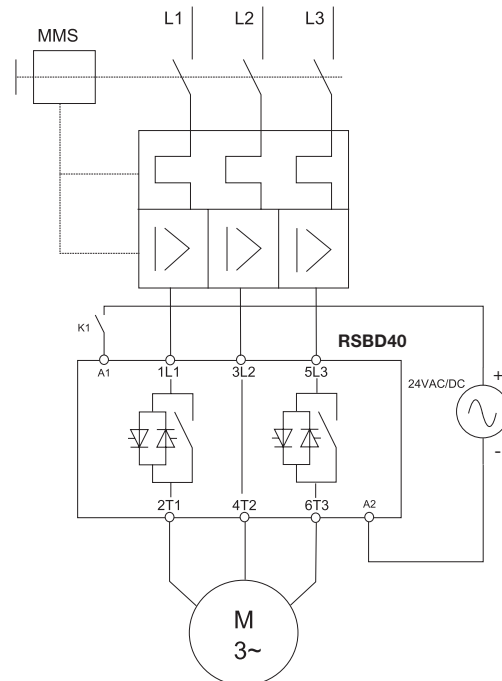 L1 L2 L3
MMS
K1
RSBD40
A1 1L1 3L2 5L3
24VAC/DC
+
-
2T1 4T2 6T3 A2
M
3~